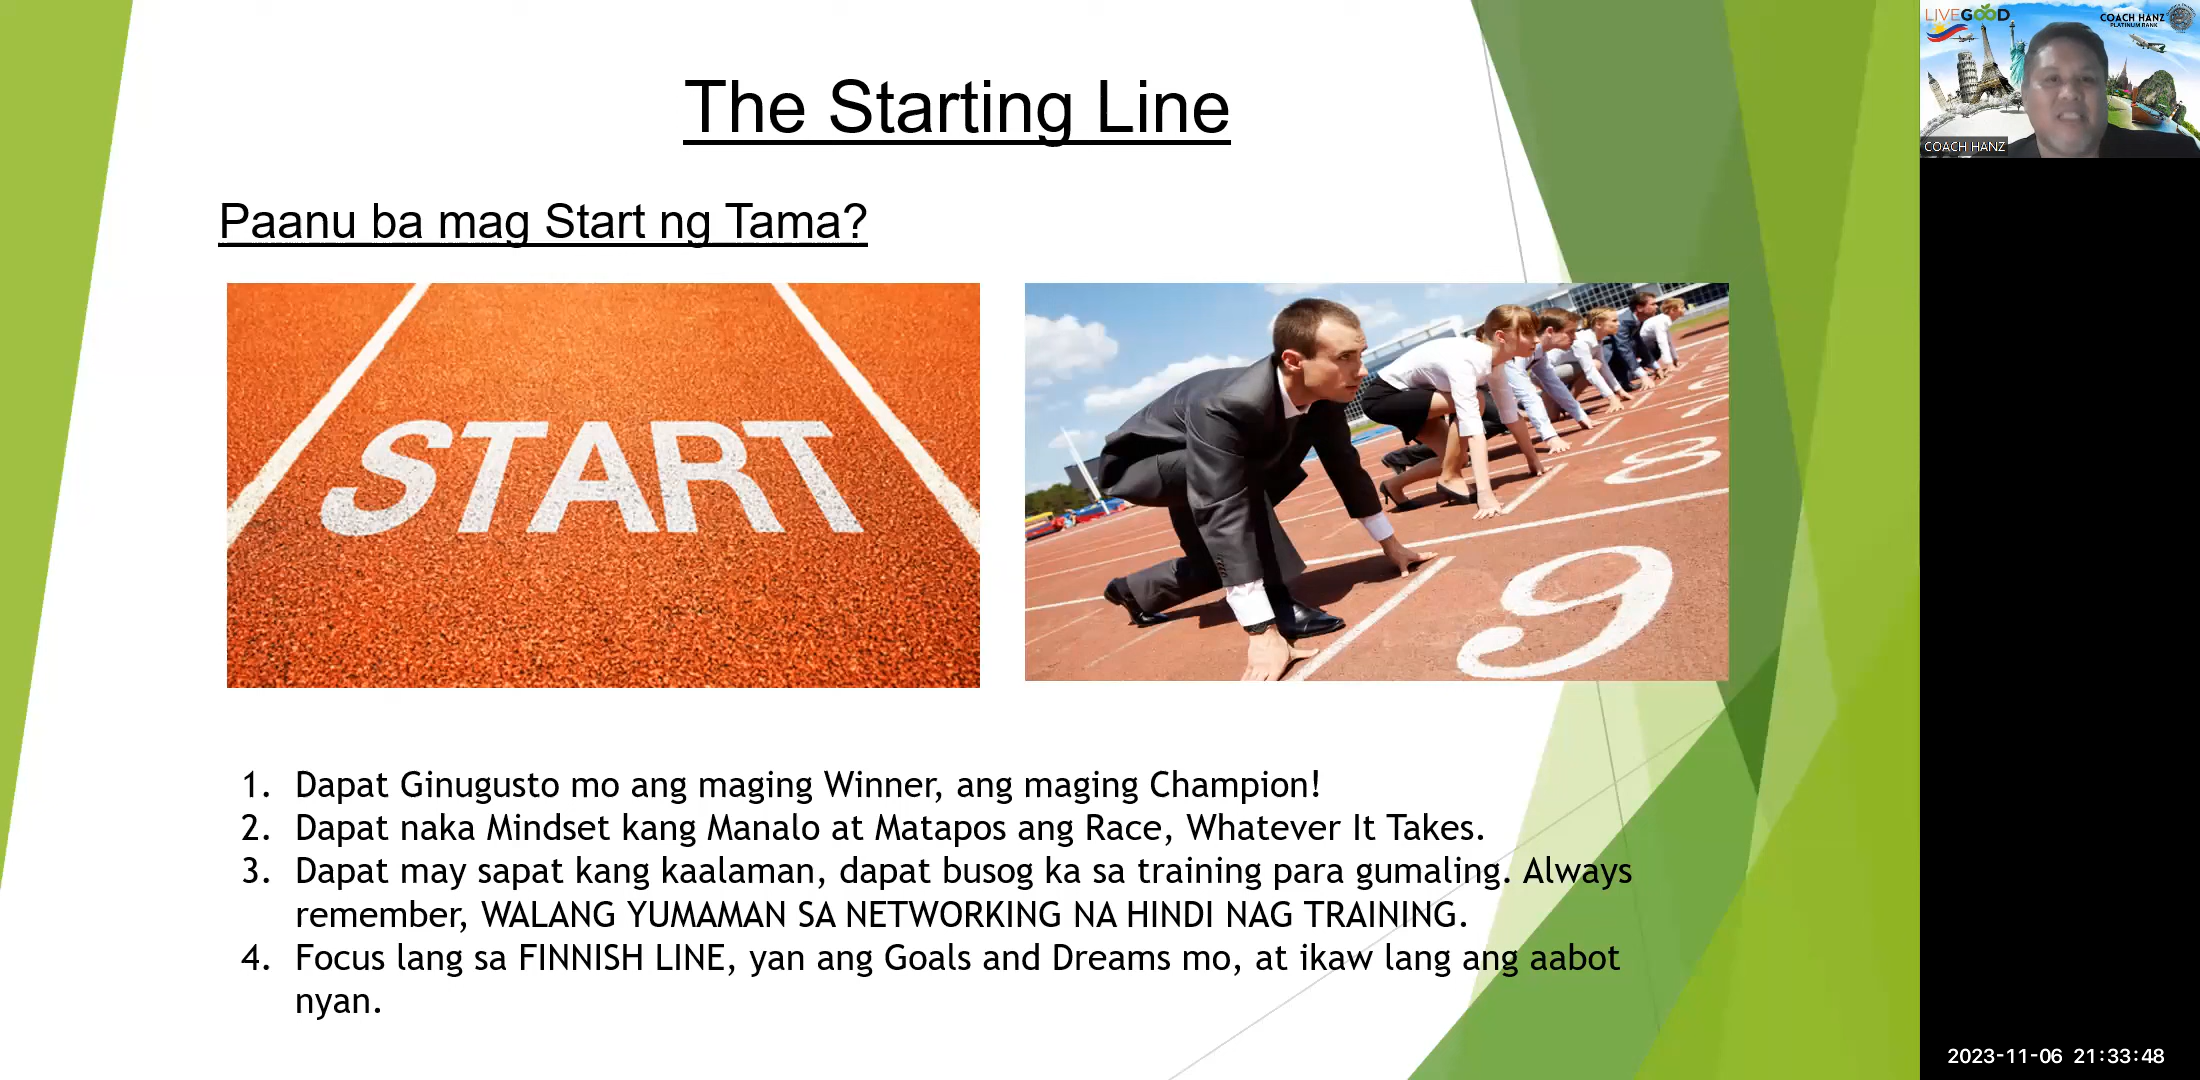 The Starting Line
Paanu ba mag Start ng Tama?
START
8
9
1. Dapat Ginugusto mo ang maging Winner, ang maging Champion!
2. Dapat naka Mindset kang Manalo at Matapos ang Race, Whatever It Takes.
3. Dapat may sapat kang kaalaman, dapat busog ka sa training para gumaling. Always
remember, WALANG YUMAMAN SA NETWORKING NA HINDI NAG TRAINING.
4. Focus lang sa FINNISH LINE, yan ang Goals and Dreams mo, at ikaw lang ang aabot
nyan.
LIVEGOOD
COACH HANZ
PLATINUM RANK
COACH HANZ
2023-11-06 21:33:48